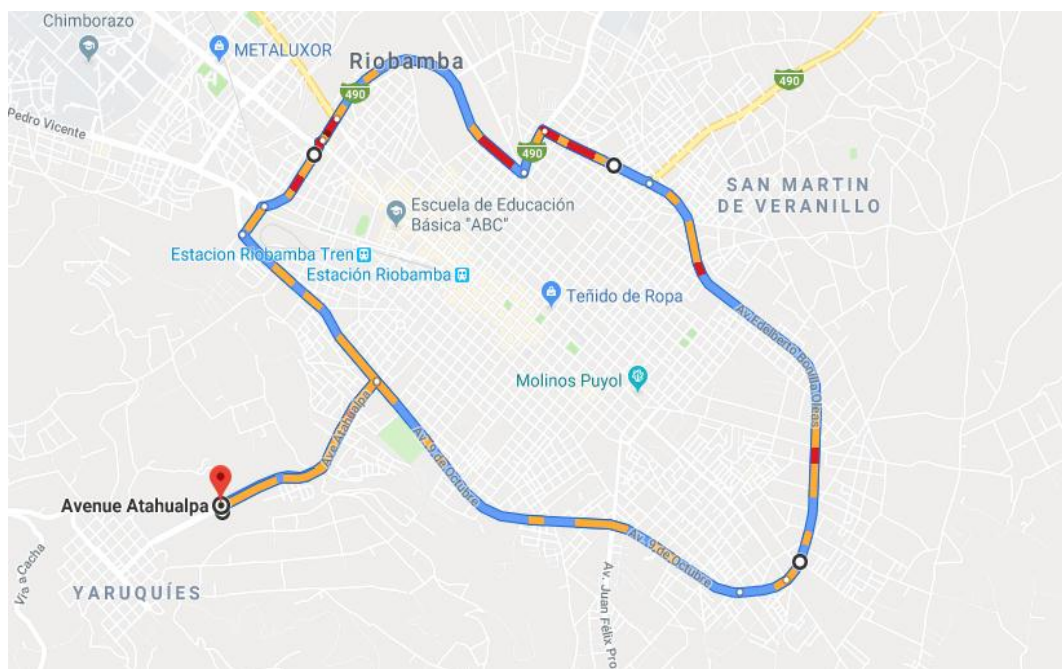 Chimborazo
METALUXOR
Riobamba
490
490
Pedro Vicente
490
SAN MARTIN
DE VERANILLO
Escuela de Educación
Básica "ABC"
Estacion Riobamba Tren
Estación Riobamba
Teñido de Ropa
Av. Edelberto Bonilla Oleas
Molinos Puyol
Ave Atahualpa
Av. 9 de Octubre
Avenue Atahualpa
Av. 9 de Octubre
Vía a Cacha
YARUQUÍES
Av. Juan Félix Pro